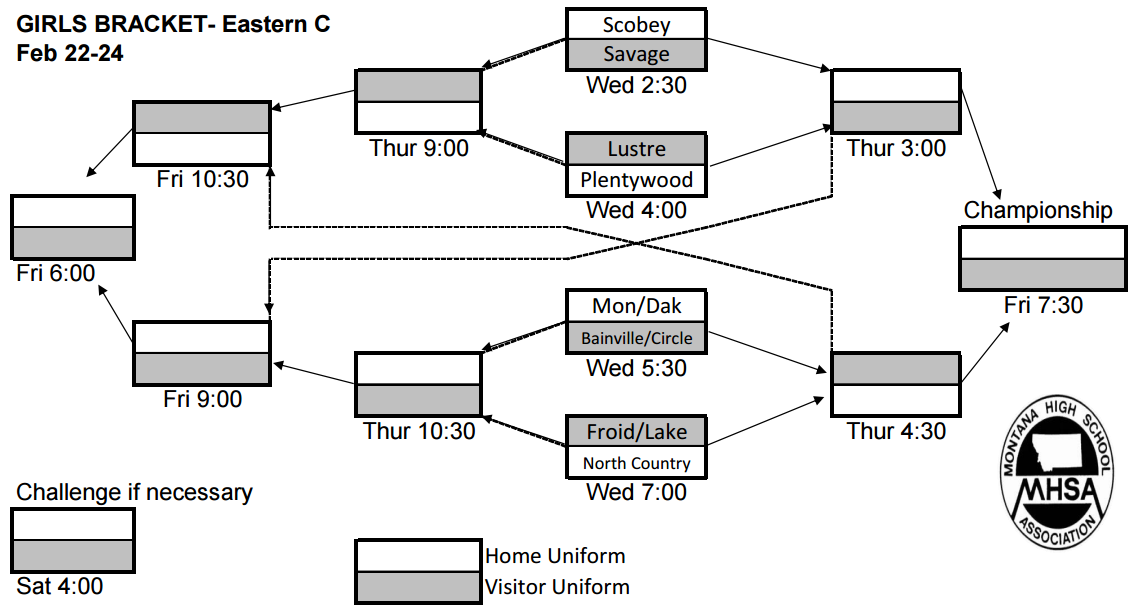 GIRLS BRACKET- Eastern C
Feb 22-24
Scobey
Savage
Wed 2:30
Thur 9:00
Lustre
Plentywood
Wed 4:00
Thur 3:00
Fri 10:30
Fri 6:00
Championship
Fri 7:30
Mon/Dak
Bainville/Circle
Wed 5:30
Fri 9:00
Thur 10:30
Froid/Lake
North Country
Wed 7:00
Thur 4:30
MONTANA HIGH SCHOOL
MHSA
ASSOCIATION
Challenge if necessary
Sat 4:00
Home Uniform
Visitor Uniform